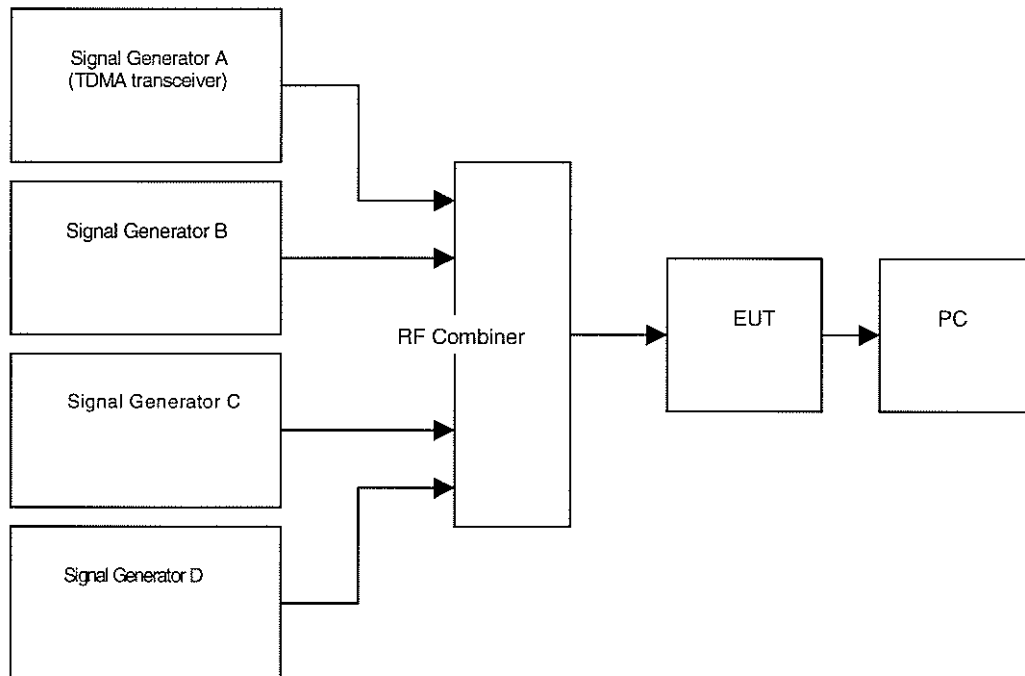 Signal Generator A
(TDMA transceiver)
Signal Generator B
RF Combiner
EUT
PC
Signal Generator C
Signal Generator D